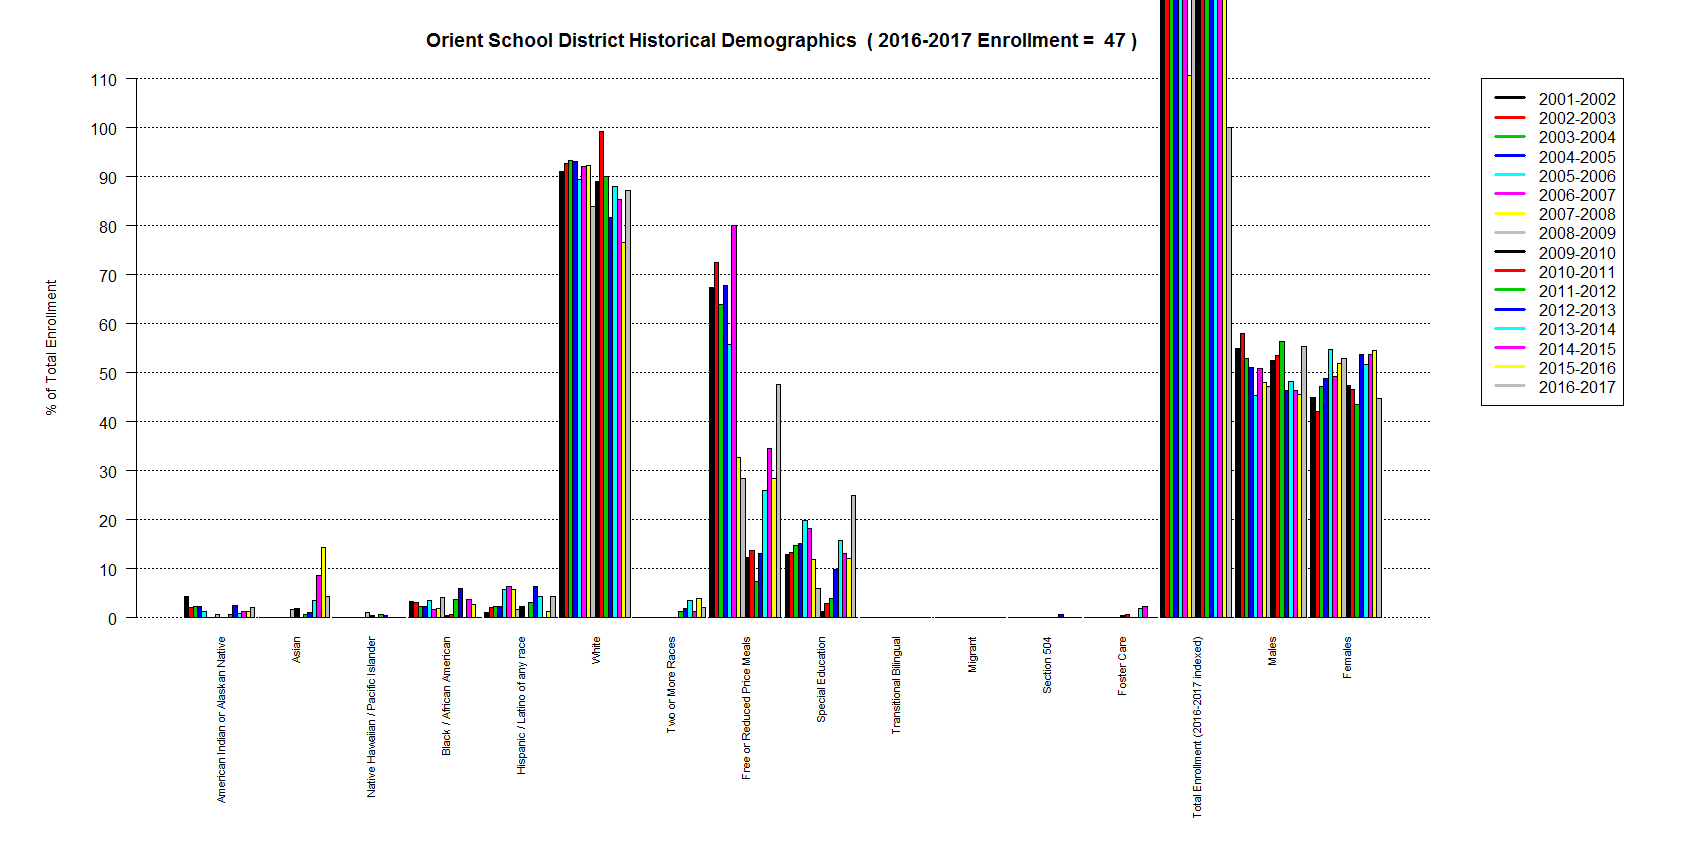 Orient School District Historical Demographics ( 2016-2017 Enrollment = 47 )
% of Total Enrollment
110
100
90
80
70
60
50
40
30
20
10
0
American Indian or Alaskan Native
Asian
Native Hawaiian / Pacific Islander
Black / African American
Hispanic / Latino of any race
White
Two or More Races
Free or Reduced Price Meals
Special Education
Transitional Bilingual
Migrant
Section 504
Foster Care
Total Enrollment (2016-2017 indexed)
Males
Females
2001-2002
2002-2003
2003-2004
2004-2005
2005-2006
2006-2007
2007-2008
2008-2009
2009-2010
2010-2011
2011-2012
2012-2013
2013-2014
2014-2015
2015-2016
2016-2017